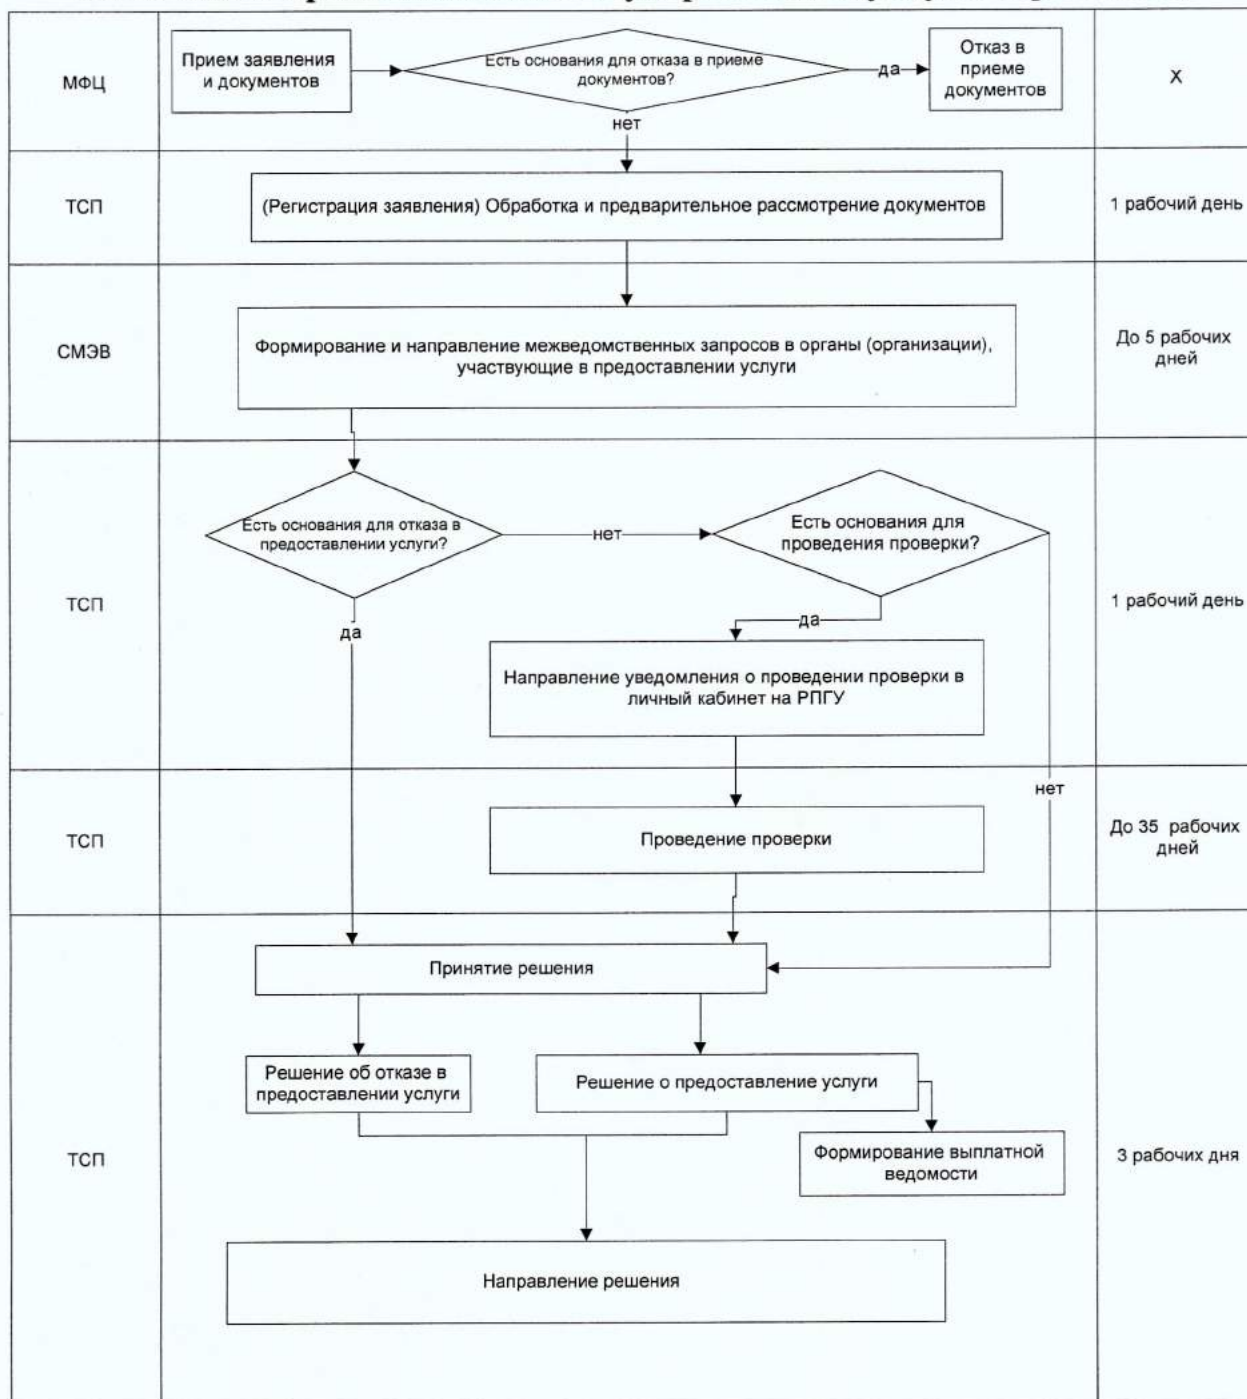 МФЦ
Прием заявления
и документов
Есть основания для отказа в приеме
документов?
да
Отказ в
приеме
документов
X
нет
ТСП
(Регистрация заявления) Обработка и предварительное рассмотрение документов
1 рабочий день
СМЭВ
Формирование и направление межведомственных запросов в органы (организации),
участвующие в предоставлении услуги
До 5 рабочих
дней
ТСП
Есть основания для отказа в
предоставлении услуги?
нет
Есть основания для
проведения проверки?
1 рабочий день
да
да
Направление уведомления о проведении проверки в
личный кабинет на РПГУ
нет
ТСП
Проведение проверки
До 35 рабочих
дней
ТСП
Принятие решения
Решение об отказе в
предоставлении услуги
Решение о предоставление услуги
Формирование выплатной
ведомости
3 рабочих дня
Направление решения